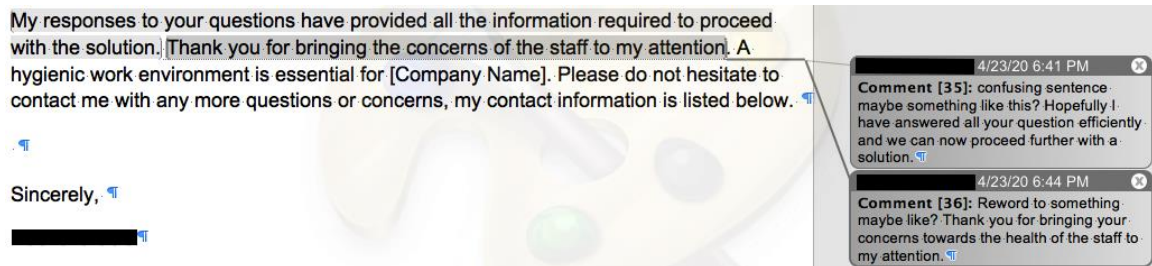 My responses to your questions have provided all the information required to proceed
with the solution. Thank you for bringing the concerns of the staff to my attention. A
hygienic work environment is essential for [Company Name]. Please do not hesitate to
contact me with any more questions or concerns, my contact information is listed below. ¶
¶
Sincerely, ¶
¶
4/23/20 6:41 PM
Comment [35]: confusing sentence
maybe something like this? Hopefully I
have answered all your question efficiently
and we can now proceed further with a
solution.¶
4/23/20 6:44 PM
Comment [36]: Reword to something
maybe like? Thank you for bringing your
concerns towards the health of the staff to
my attention.¶